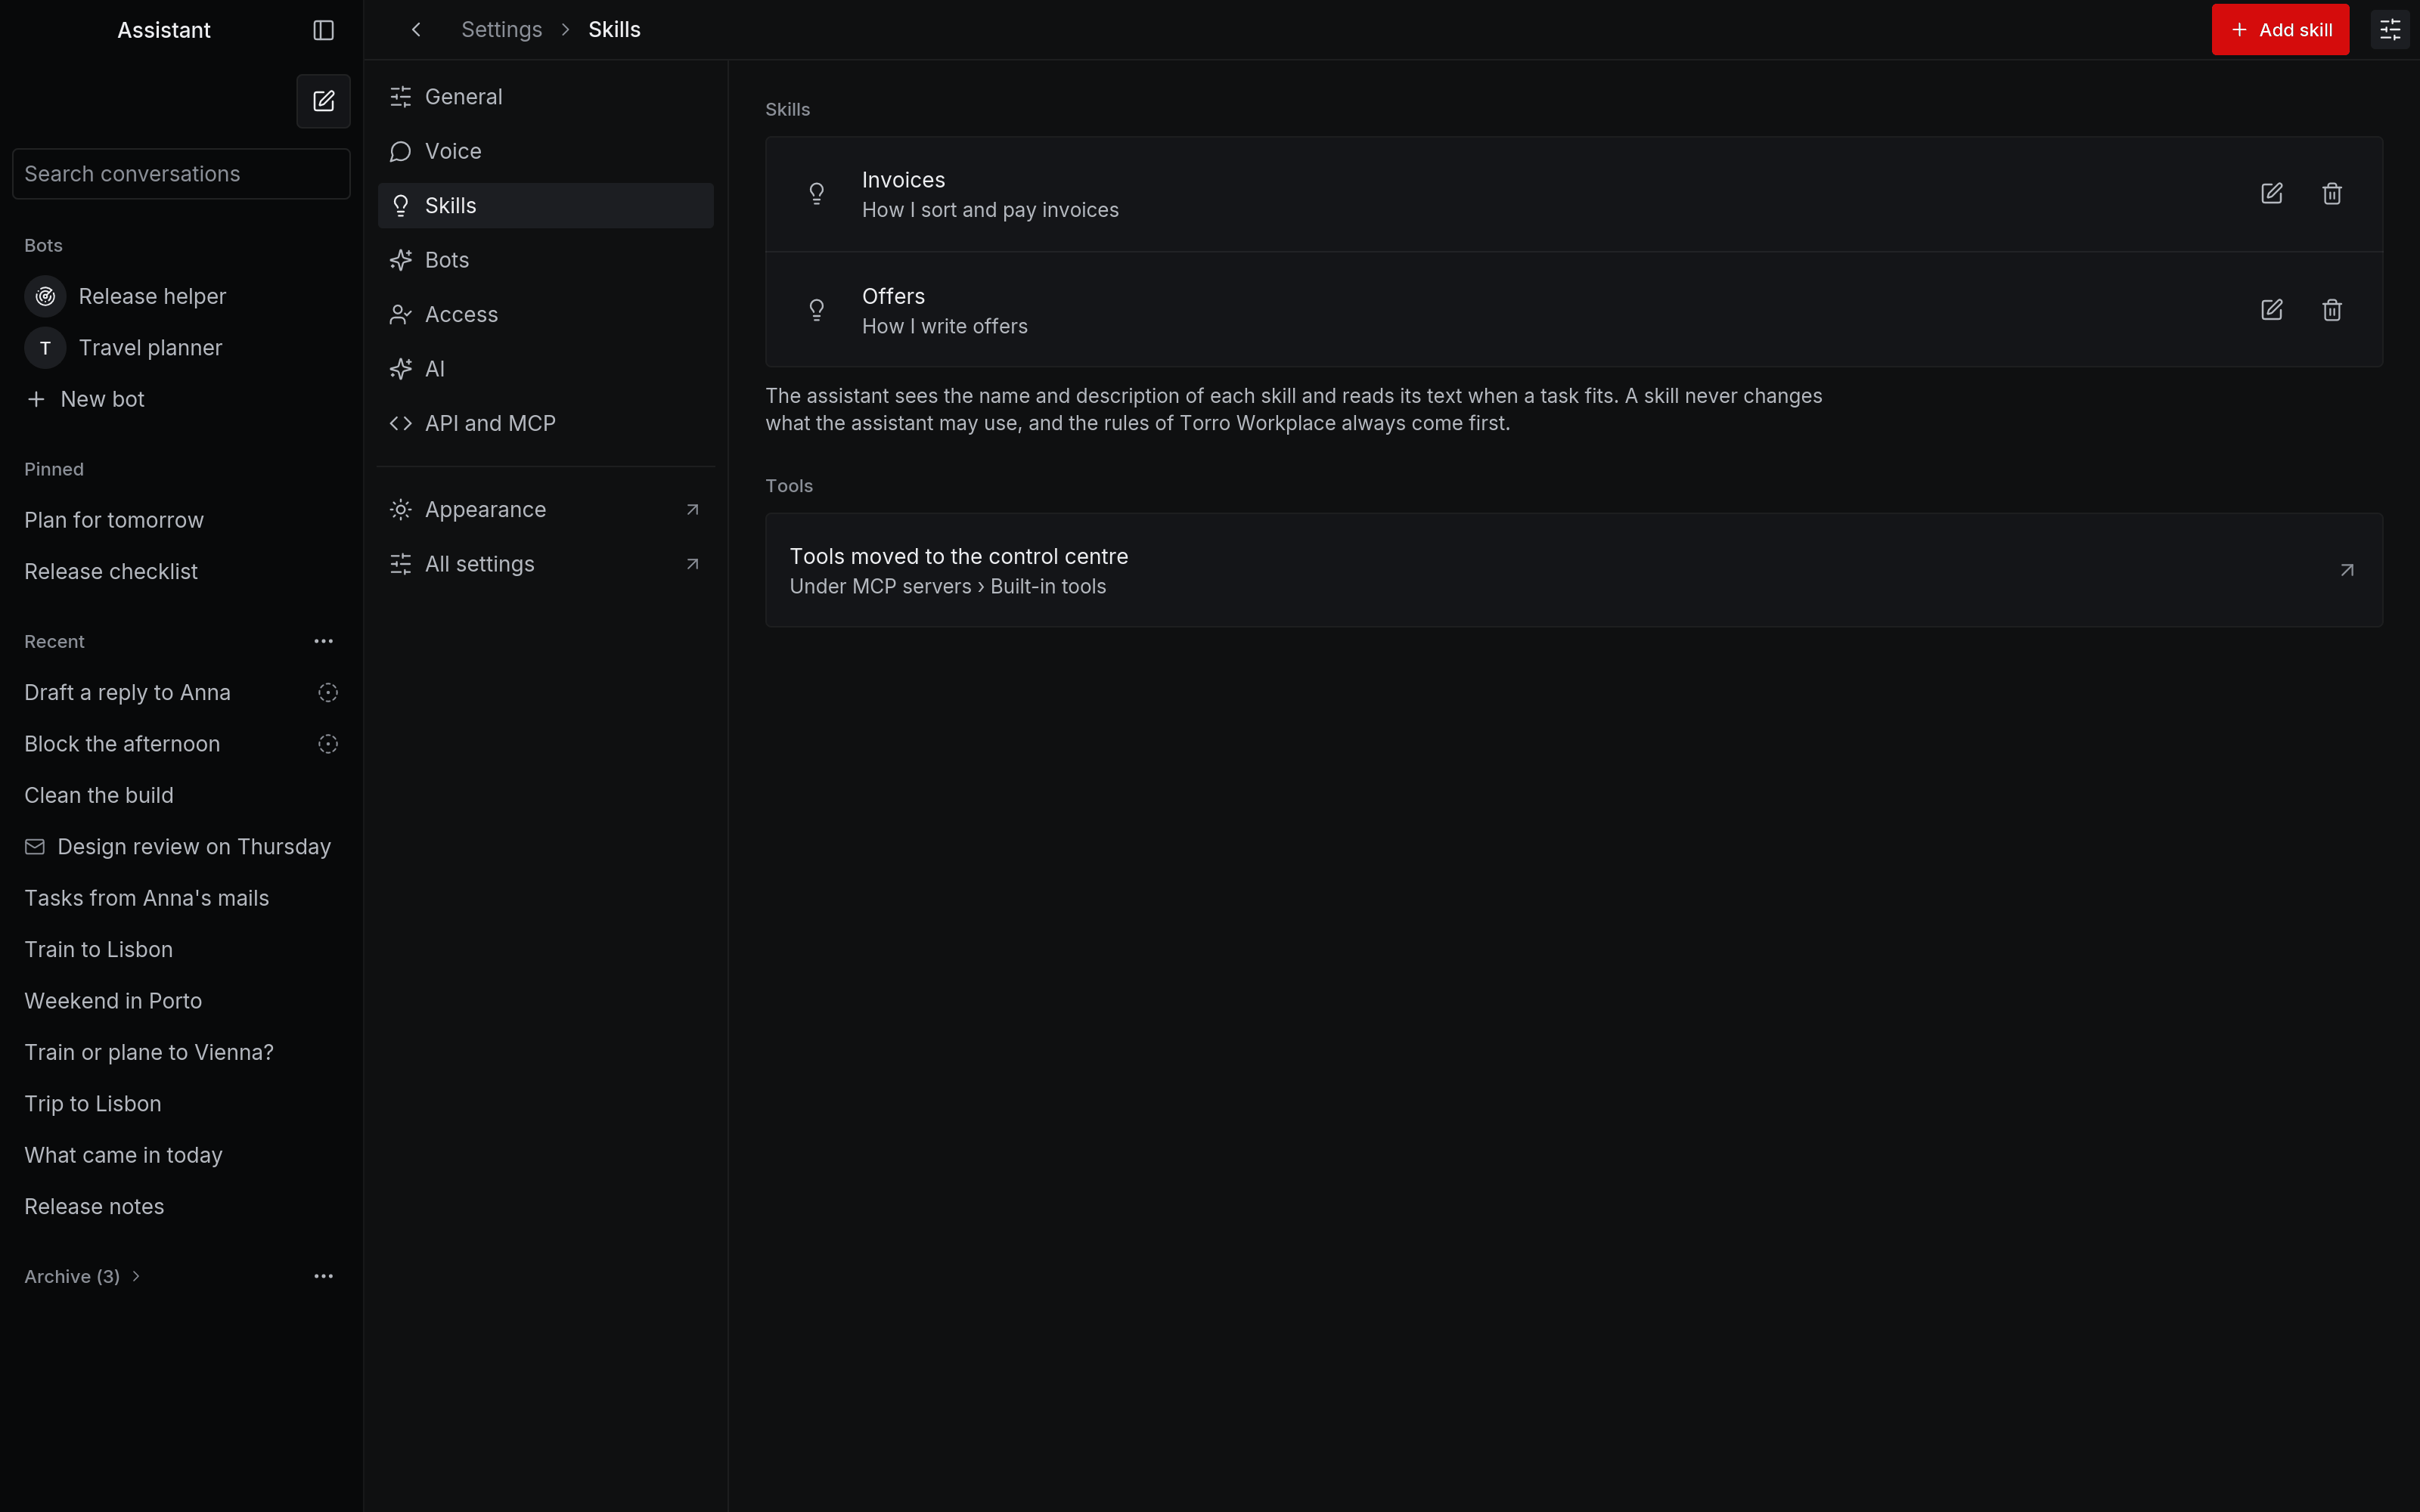 Assistant
Search conversations
Bots
Release helper
T Travel planner
New bot
Pinned
Plan for tomorrow
Release checklist
Recent
Draft a reply to Anna
Block the afternoon
Clean the build
Design review on Thursday
Tasks from Anna's mails
Train to Lisbon
Weekend in Porto
Train or plane to Vienna?
Trip to Lisbon
What came in today
Release notes
Archive (3)
Settings > Skills
Add skill
General
Voice
Skills
Bots
Access
AI
API and MCP
Appearance
All settings
Skills
Invoices
How I sort and pay invoices
Offers
How I write offers
The assistant sees the name and description of each skill and reads its text when a task fits. A skill never changes
what the assistant may use, and the rules of Torro Workplace always come first.
Tools
Tools moved to the control centre
Under MCP servers › Built-in tools